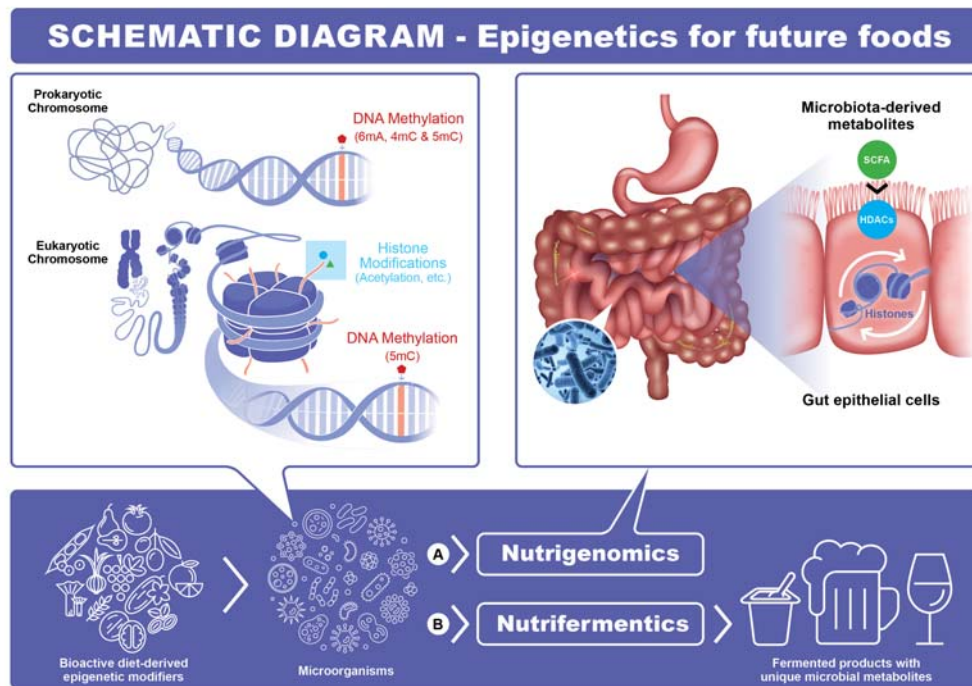 SCHEMATIC DIAGRAM - Epigenetics for future foods
Prokaryotic
Chromosome
DNA Methylation
(6mA, 4mC & 5mC)
Eukaryotic
Chromosome
Histone
Modifications
(Acetylation, etc.)
DNA Methylation
(5mC)
Microbiota-derived
metabolites
SCFA
HDACs
Histones
Gut epithelial cells
Bioactive diet-derived
epigenetic modifiers
Microorganisms
A
Nutrigenomics
B
Nutrifermentics
Fermented products with
unique microbial metabolites